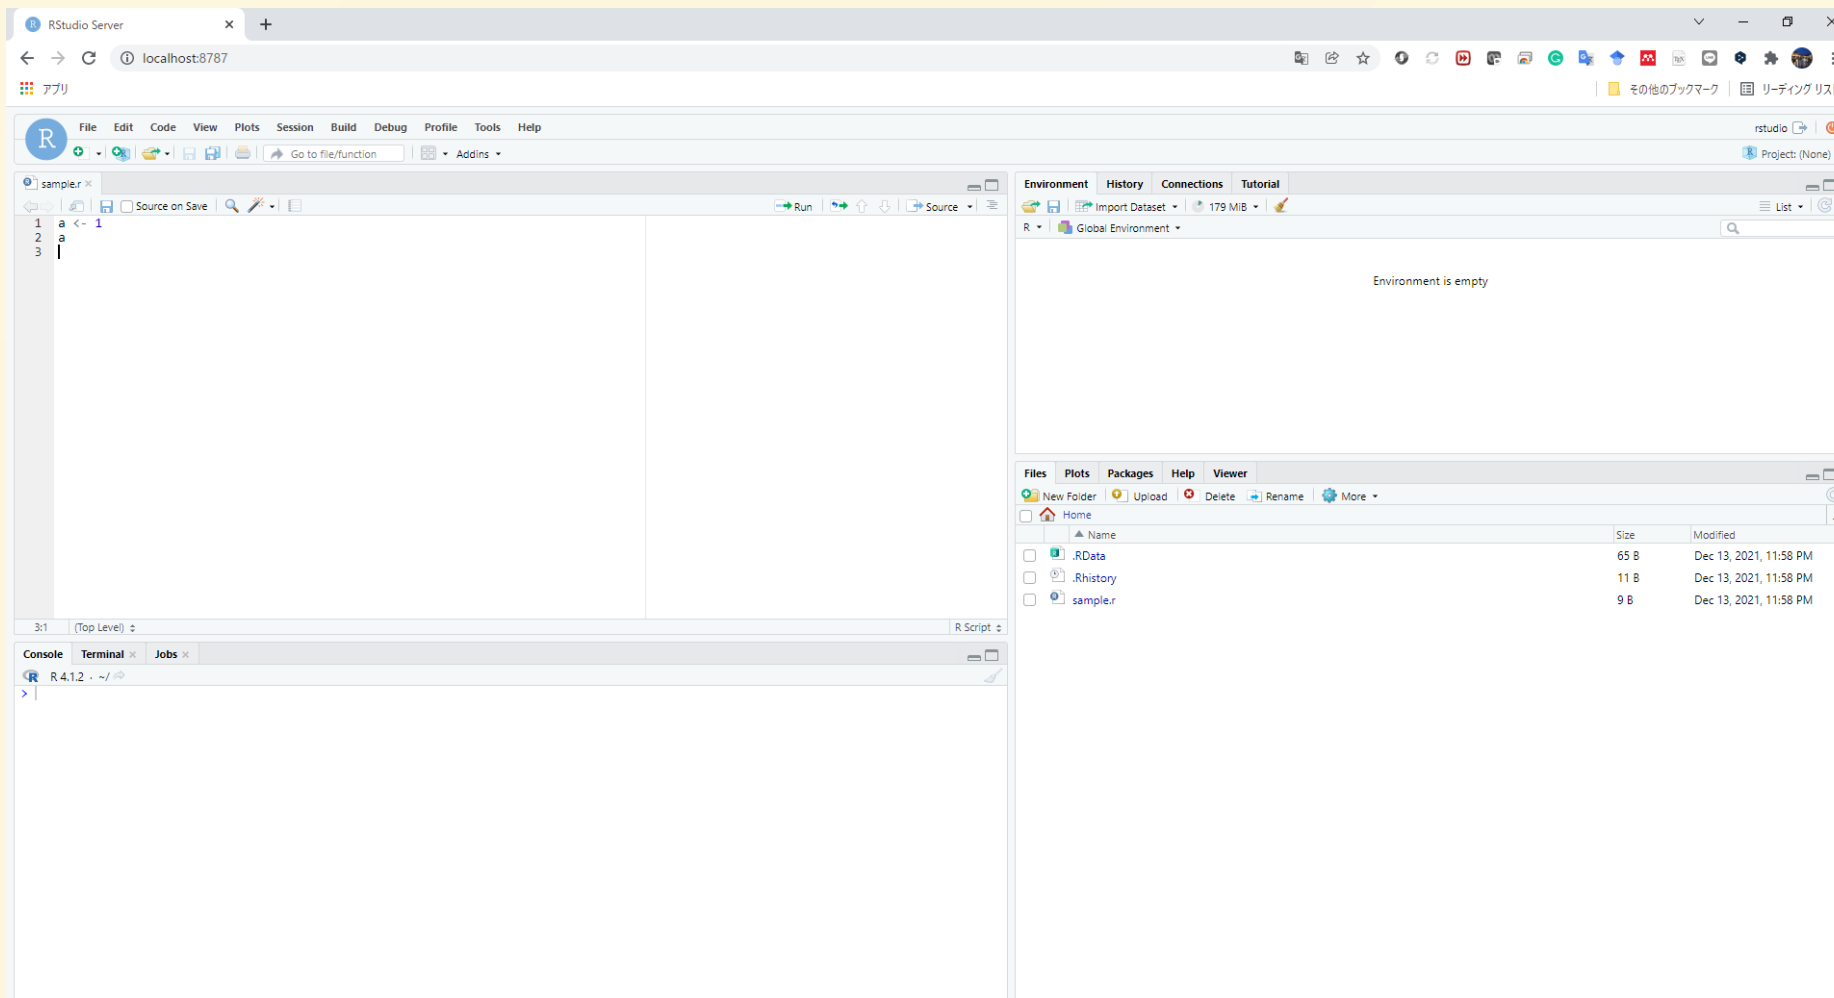 RStudio Server
localhost:8787
アプリ
その他のブックマーク
リーディング リス
File Edit Code View Plots Session Build Debug Profile Tools Help
rstudio
Go to file/function
Addins
Project: (None)
sample.r
Source on Save
Run
Source
1 a <- 1
2 a
3
3:1 (Top Level) R Script
Console Terminal Jobs
R 4.1.2 · ~/
>
Environment History Connections Tutorial
Import Dataset 179 MiB List
R Global Environment
Environment is empty
Files Plots Packages Help Viewer
New Folder Upload Delete Rename More
Home
Name Size Modified
.RData 65 B Dec 13, 2021, 11:58 PM
.Rhistory 11 B Dec 13, 2021, 11:58 PM
sample.r 9 B Dec 13, 2021, 11:58 PM